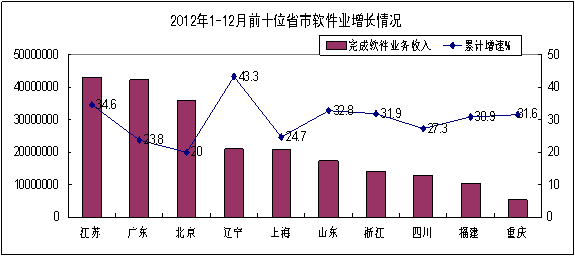 2012年1-12月前十位省市软件业增长情况
完成软件业务收入 累计增速%
50000000 50
40000000 40
30000000 30
20000000 20
10000000 10
0 0
34.6 23.8 20 43.3 24.7 32.8 31.9 27.3 30.9 31.6
江苏 广东 北京 辽宁 上海 山东 浙江 四川 福建 重庆